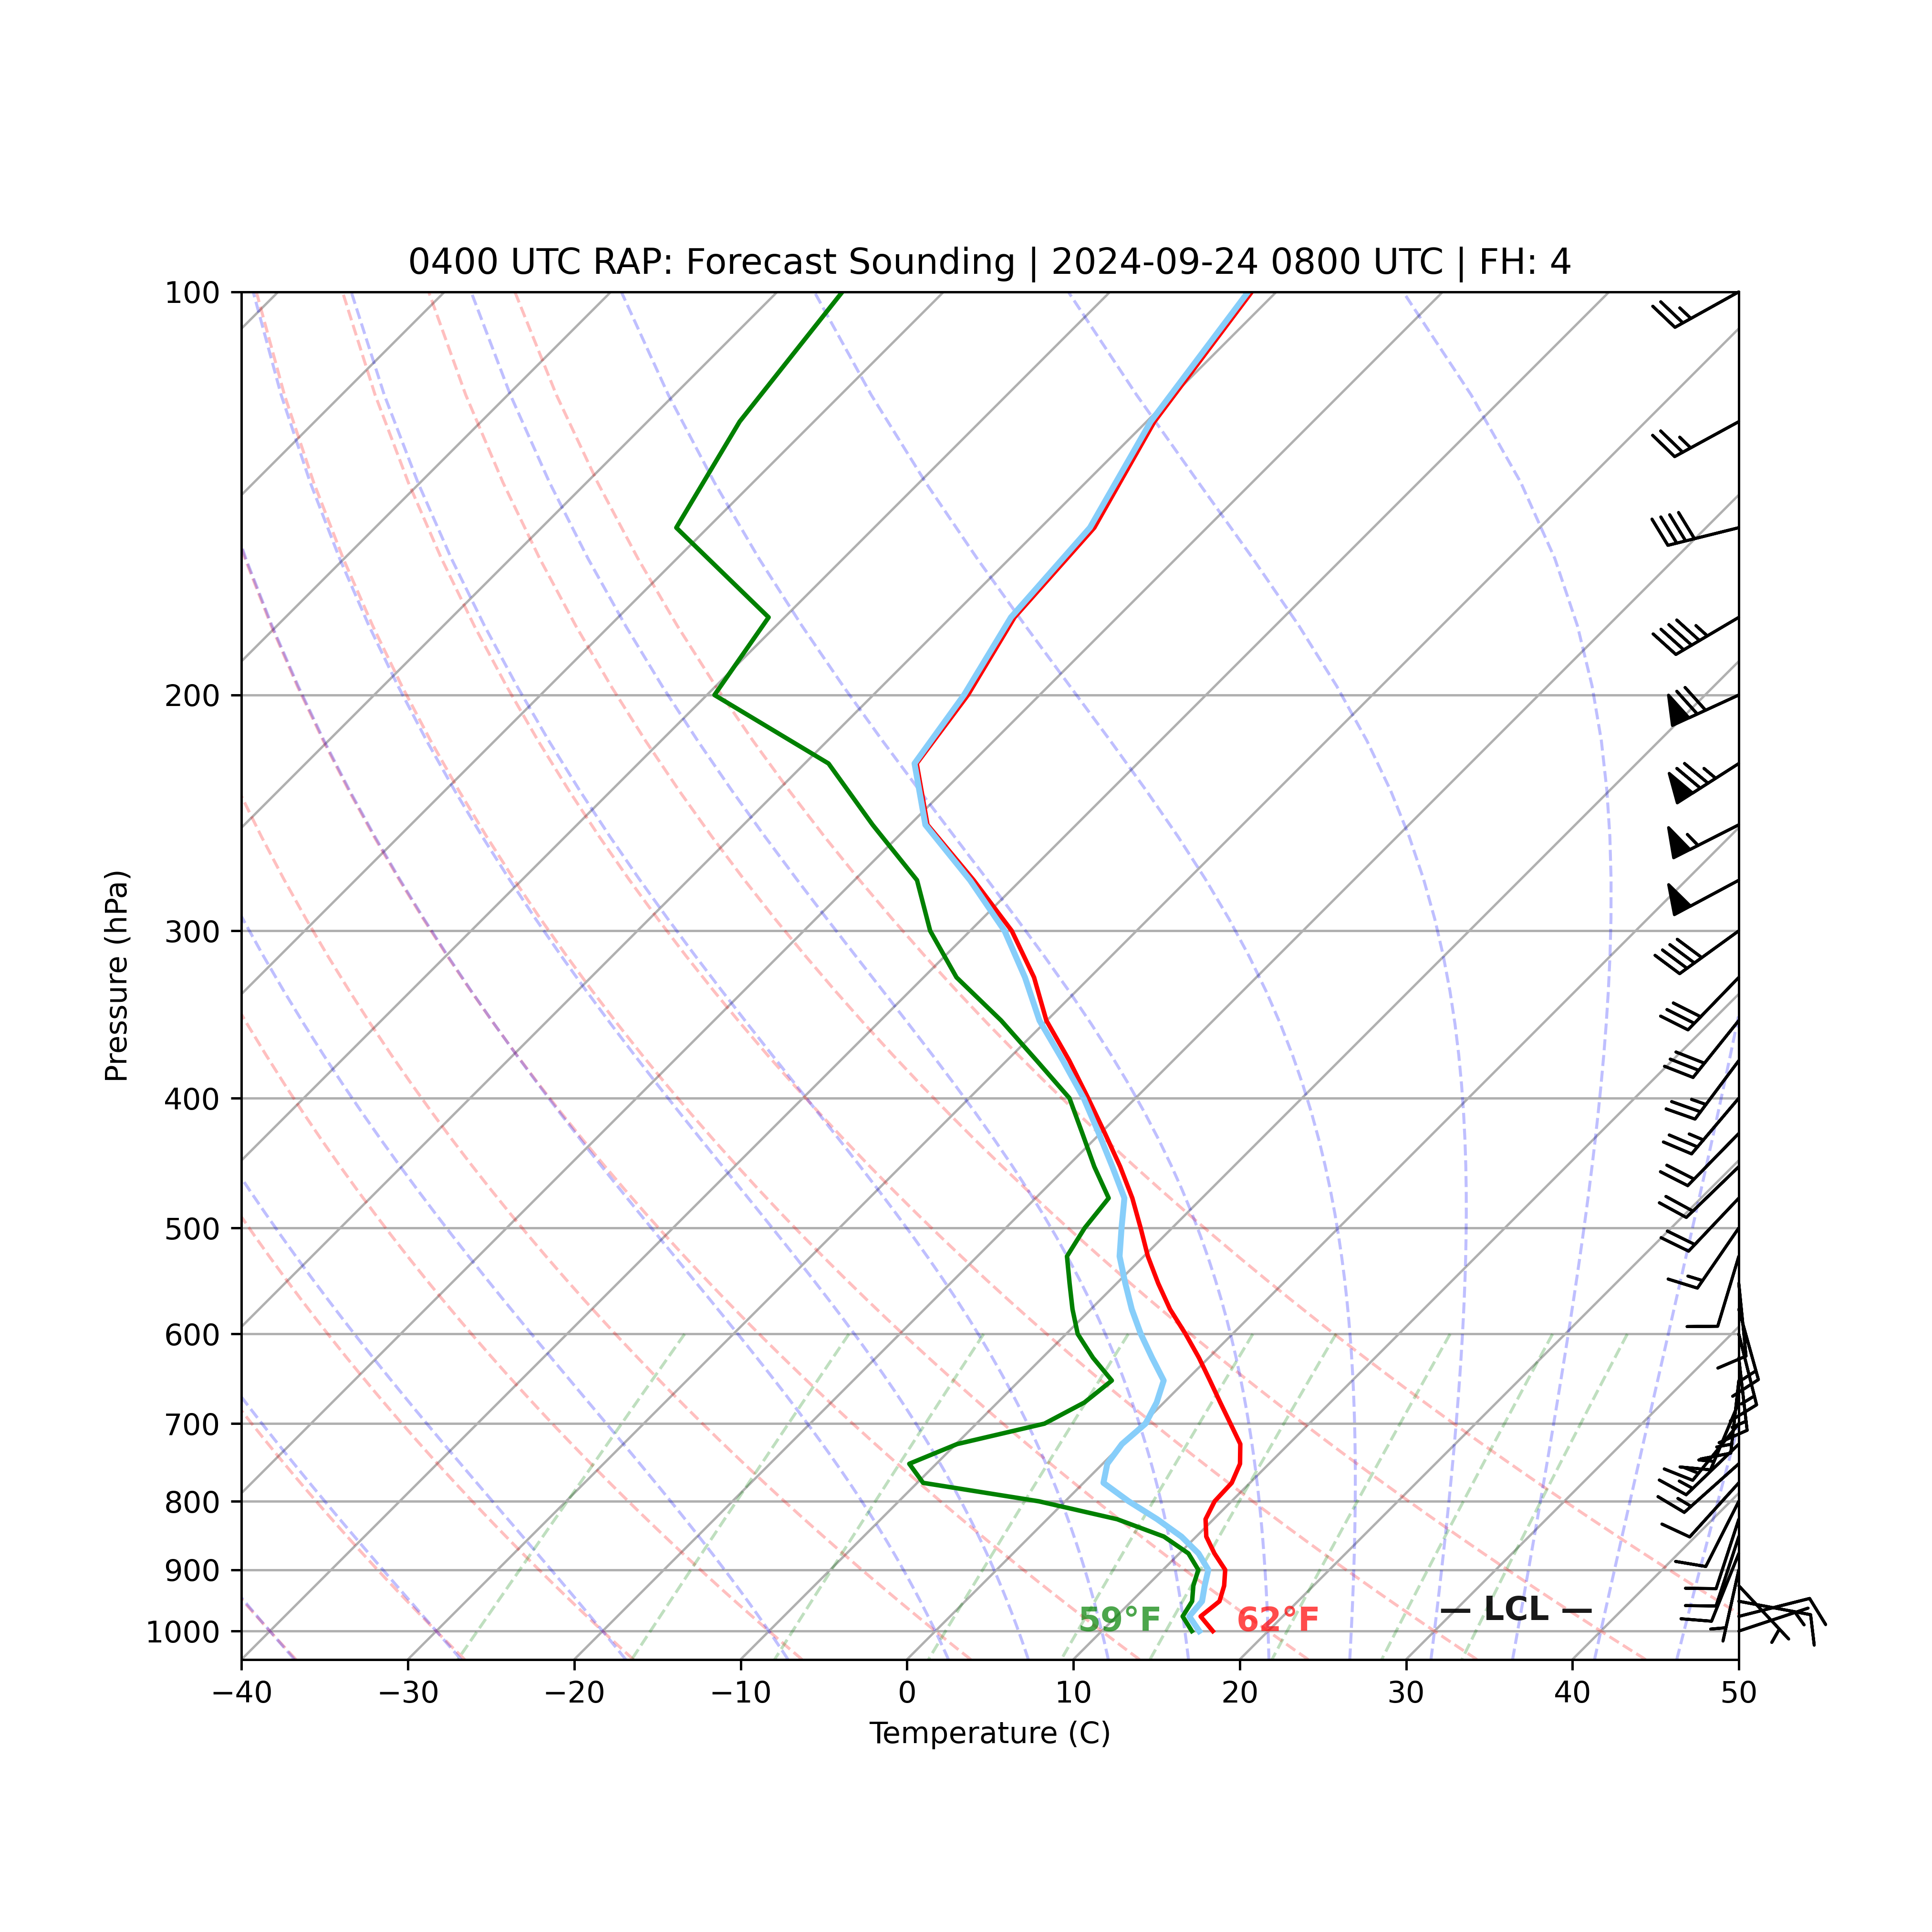 0400 UTC RAP: Forecast Sounding | 2024-09-24 0800 UTC | FH: 4
100
200
300
400
500
600
700
800
900
1000
Pressure (hPa)
59°F
62°F
— LCL —
−40 −30 −20 −10 0 10 20 30 40 50
Temperature (C)